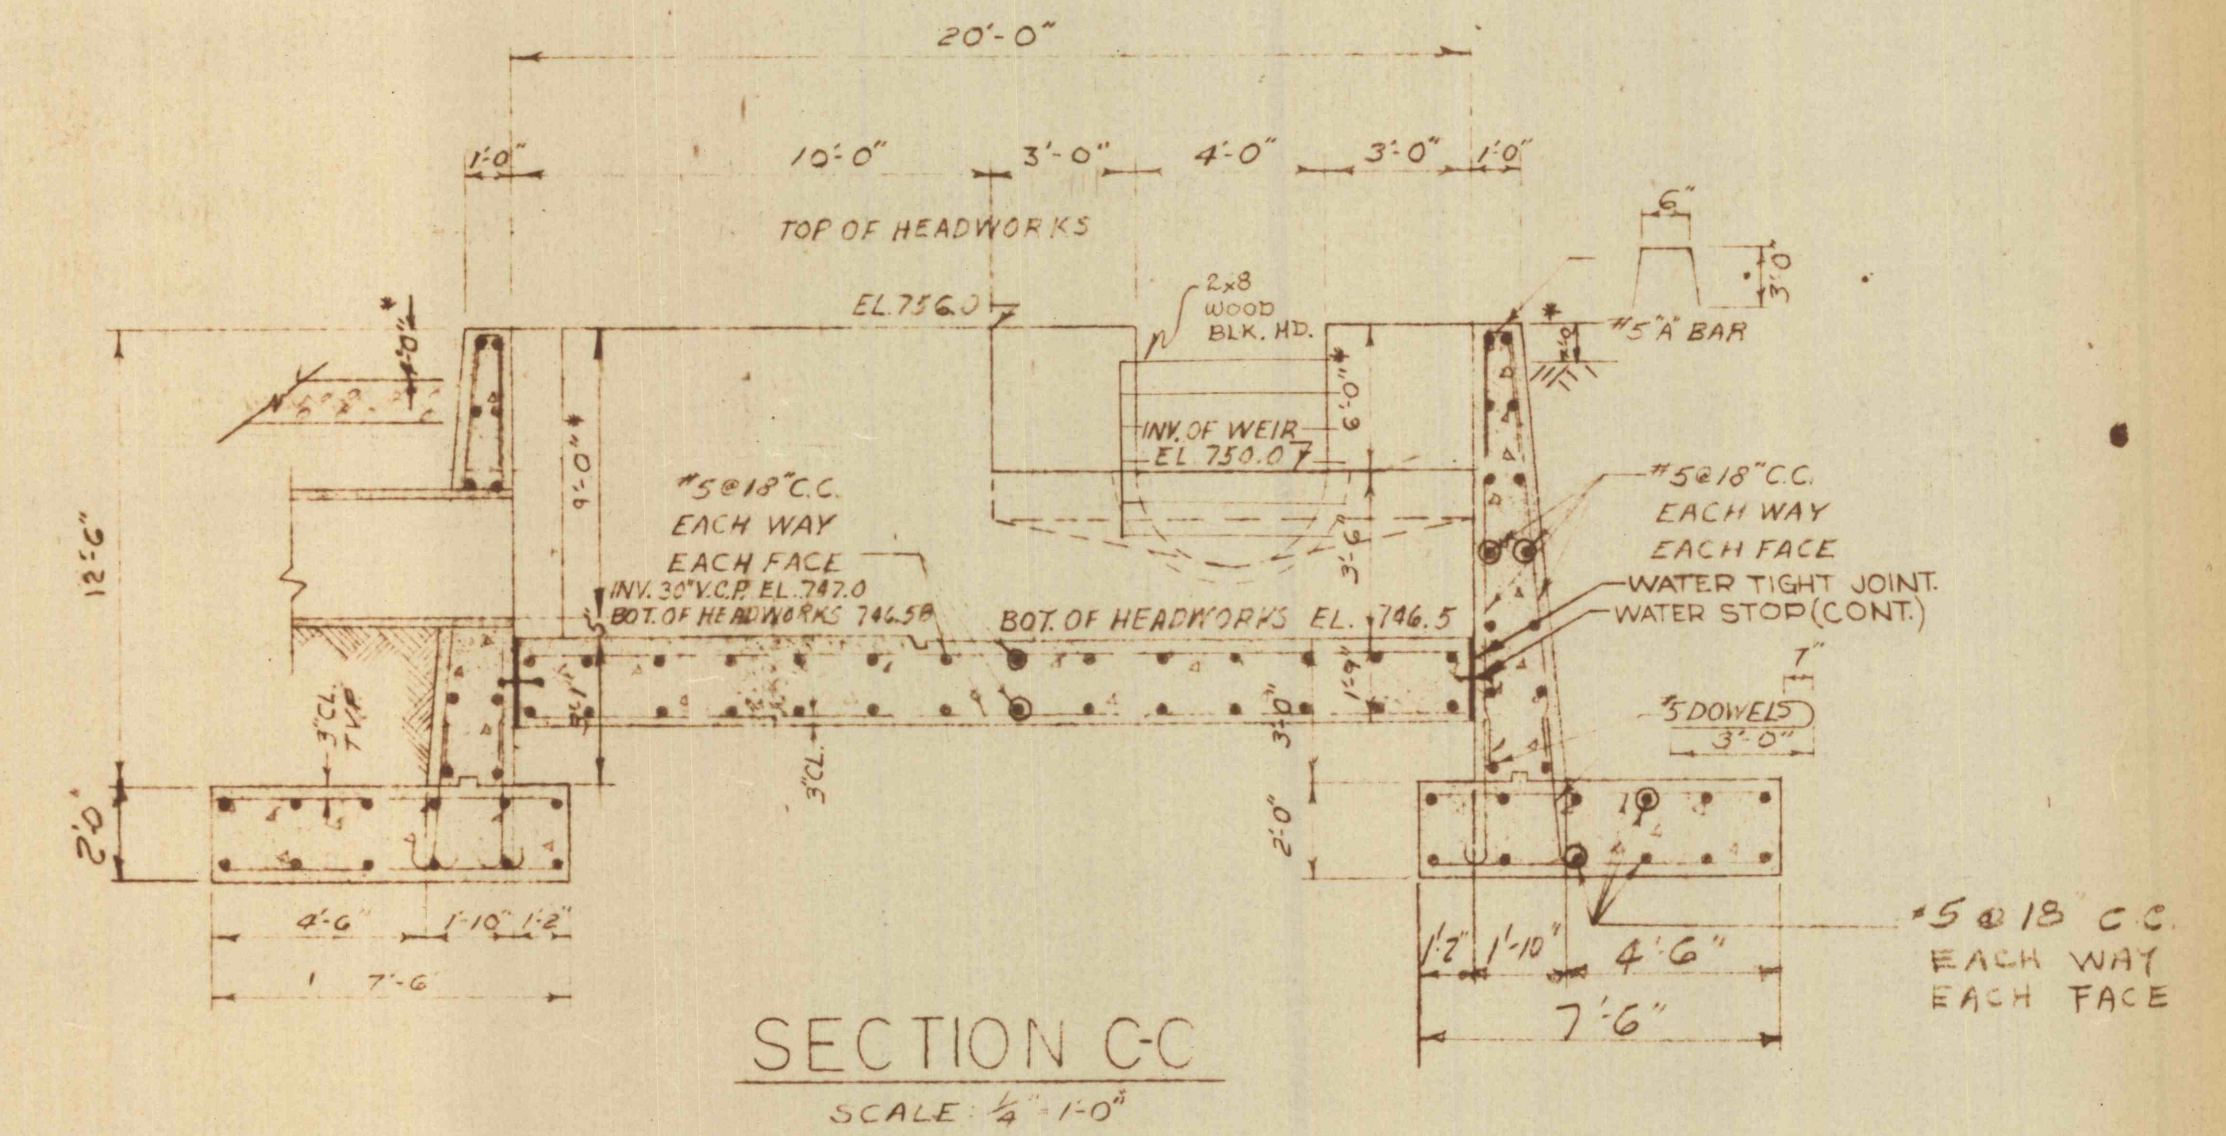 20'-0"
1'-0" 10'-0" 3'-0" 4'-0" 3'-0" 1'-0"
6"
3'-0"
TOP OF HEADWORKS
EL. 756.0
2x8
WOOD
BLK. HD.
#5 "A" BAR
1'-0" *
12'-6"
9'-0" *
6'-0" *
INV. OF WEIR
EL. 750.0
#5 @ 18" C.C.
EACH WAY
EACH FACE
INV. 30" V.C.P. EL. 747.0
BOT. OF HEADWORKS 746.58
BOT. OF HEADWORKS EL. 746.5
3'-6"
#5 @ 18" C.C.
EACH WAY
EACH FACE
WATER TIGHT JOINT.
WATER STOP (CONT.)
7"
#5 DOWELS
3'-0"
1'-9"
3'-0"
3" CL.
TYP.
3" CL.
2'-0"
2'-0"
4'-6" 1'-10" 1'-2"
7'-6"
1'-2" 1'-10" 4'-6"
7'-6"
#5 @ 18" C.C.
EACH WAY
EACH FACE
SECTION C-C
SCALE: 1/4" = 1'-0"